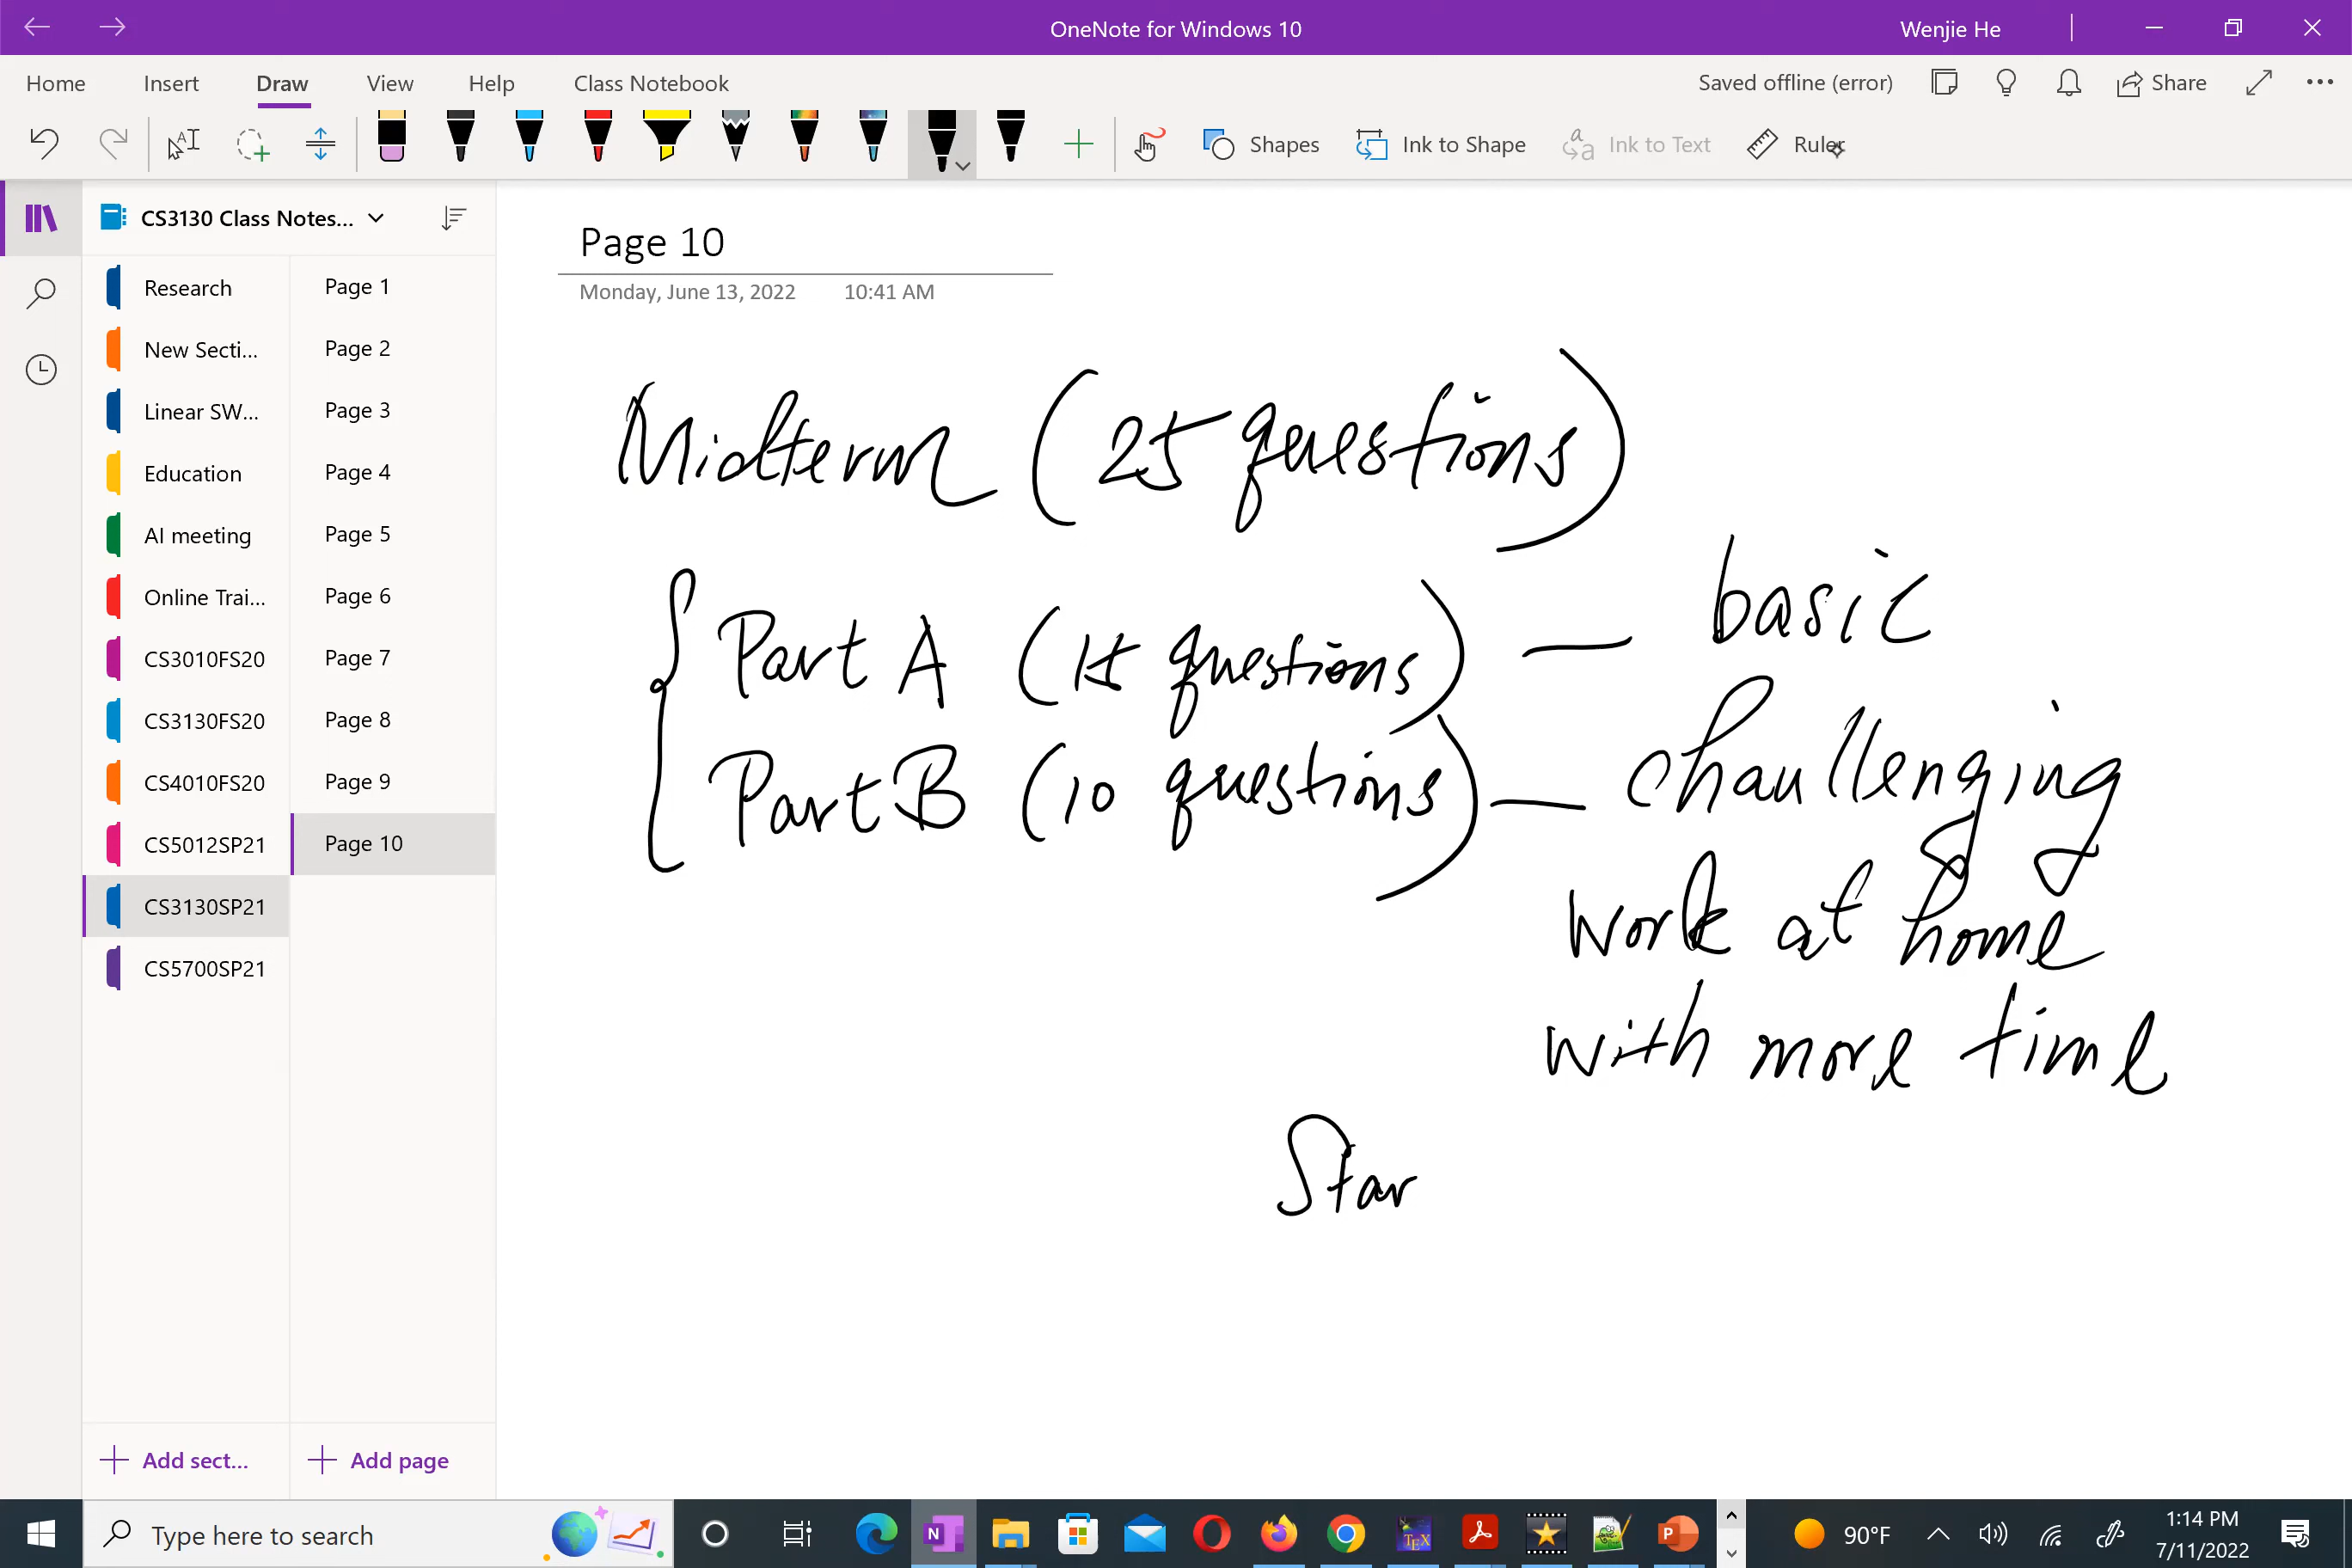 OneNote for Windows 10
Wenjie He
Home Insert Draw View Help Class Notebook
Saved offline (error) Share
Shapes Ink to Shape Ink to Text Ruler
CS3130 Class Notes...
Research
New Secti...
Linear SW...
Education
AI meeting
Online Trai...
CS3010FS20
CS3130FS20
CS4010FS20
CS5012SP21
CS3130SP21
CS5700SP21
Page 1
Page 2
Page 3
Page 4
Page 5
Page 6
Page 7
Page 8
Page 9
Page 10
Add sect...
Add page
Page 10
Monday, June 13, 2022 10:41 AM
Midterm (25 questions)
{ Part A (15 questions) — basic
Part B (10 questions) — challenging
work at home
with more time
Star
Type here to search
90°F
1:14 PM
7/11/2022